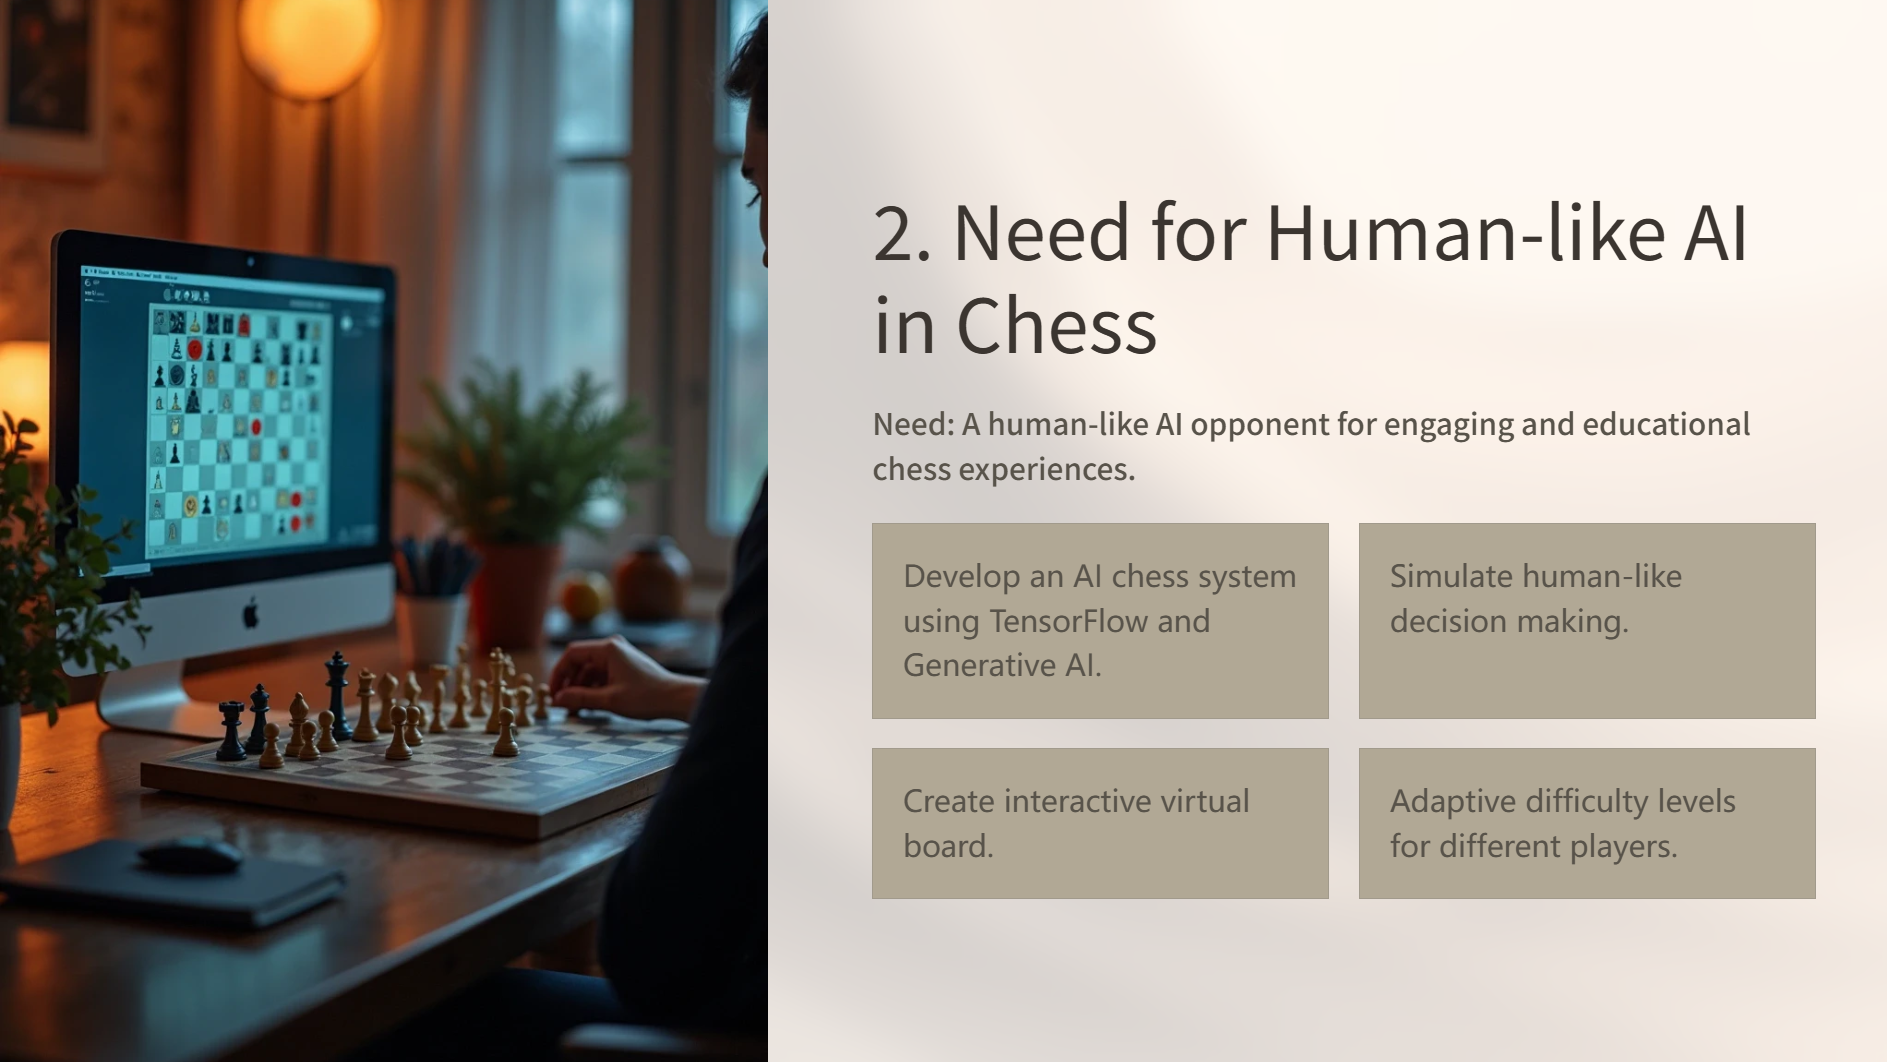 2. Need for Human-like AI
in Chess
Need: A human-like AI opponent for engaging and educational
chess experiences.
Develop an AI chess system
using TensorFlow and
Generative AI.
Simulate human-like
decision making.
Create interactive virtual
board.
Adaptive difficulty levels
for different players.